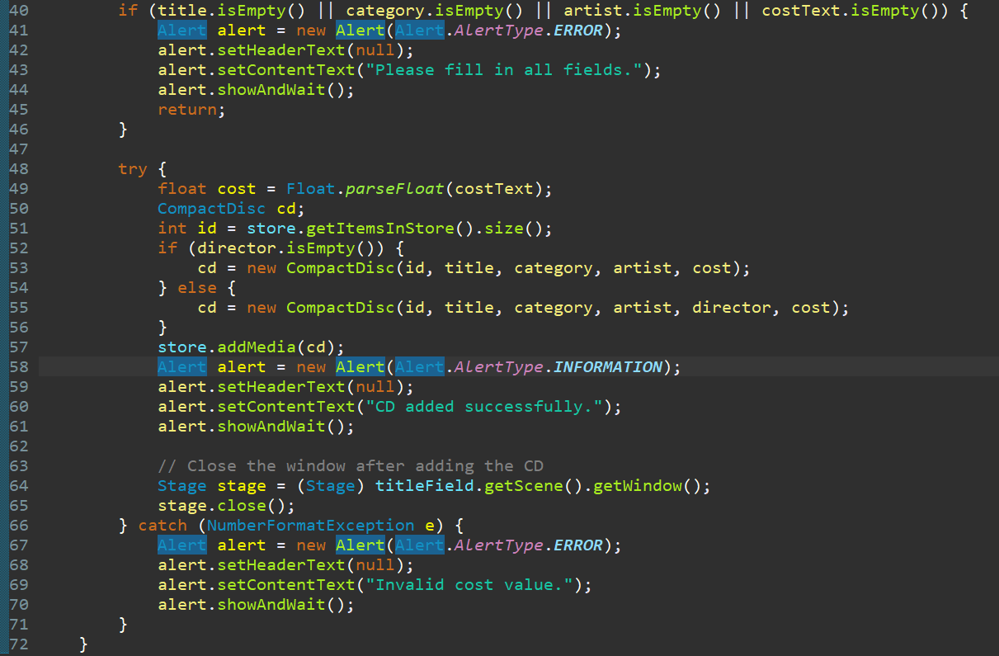 40 if (title.isEmpty() || category.isEmpty() || artist.isEmpty() || costText.isEmpty()) {
41 Alert alert = new Alert(Alert.AlertType.ERROR);
42 alert.setHeaderText(null);
43 alert.setContentText("Please fill in all fields.");
44 alert.showAndWait();
45 return;
46 }
47
48 try {
49 float cost = Float.parseFloat(costText);
50 CompactDisc cd;
51 int id = store.getItemsInStore().size();
52 if (director.isEmpty()) {
53 cd = new CompactDisc(id, title, category, artist, cost);
54 } else {
55 cd = new CompactDisc(id, title, category, artist, director, cost);
56 }
57 store.addMedia(cd);
58 Alert alert = new Alert(Alert.AlertType.INFORMATION);
59 alert.setHeaderText(null);
60 alert.setContentText("CD added successfully.");
61 alert.showAndWait();
62
63 // Close the window after adding the CD
64 Stage stage = (Stage) titleField.getScene().getWindow();
65 stage.close();
66 } catch (NumberFormatException e) {
67 Alert alert = new Alert(Alert.AlertType.ERROR);
68 alert.setHeaderText(null);
69 alert.setContentText("Invalid cost value.");
70 alert.showAndWait();
71 }
72 }